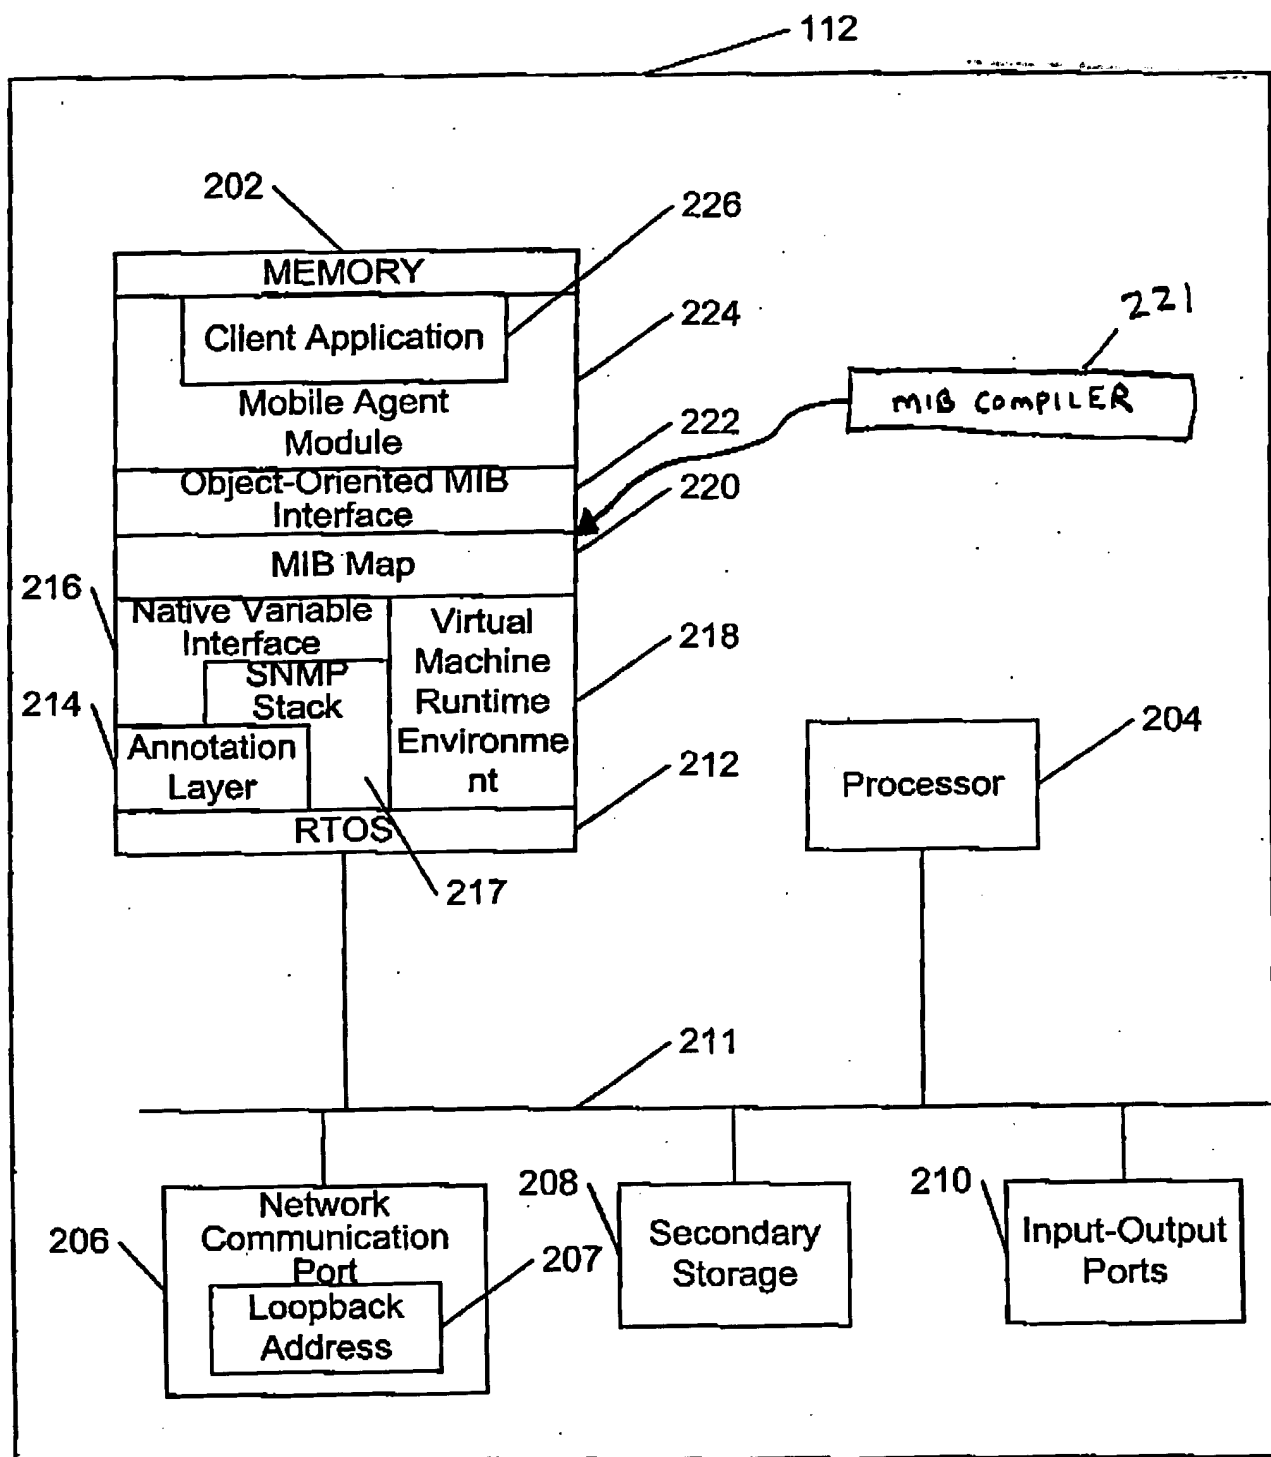 112
202
226
MEMORY
Client Application
224
221
Mobile Agent
Module
MIB COMPILER
222
Object-Oriented MIB
Interface
220
MIB Map
216
Native Variable
Interface
Virtual
Machine
Runtime
Environme
nt
218
SNMP
Stack
214
Annotation
Layer
204
Processor
212
RTOS
217
211
206
Network
Communication
Port
207
Loopback
Address
208
Secondary
Storage
210
Input-Output
Ports